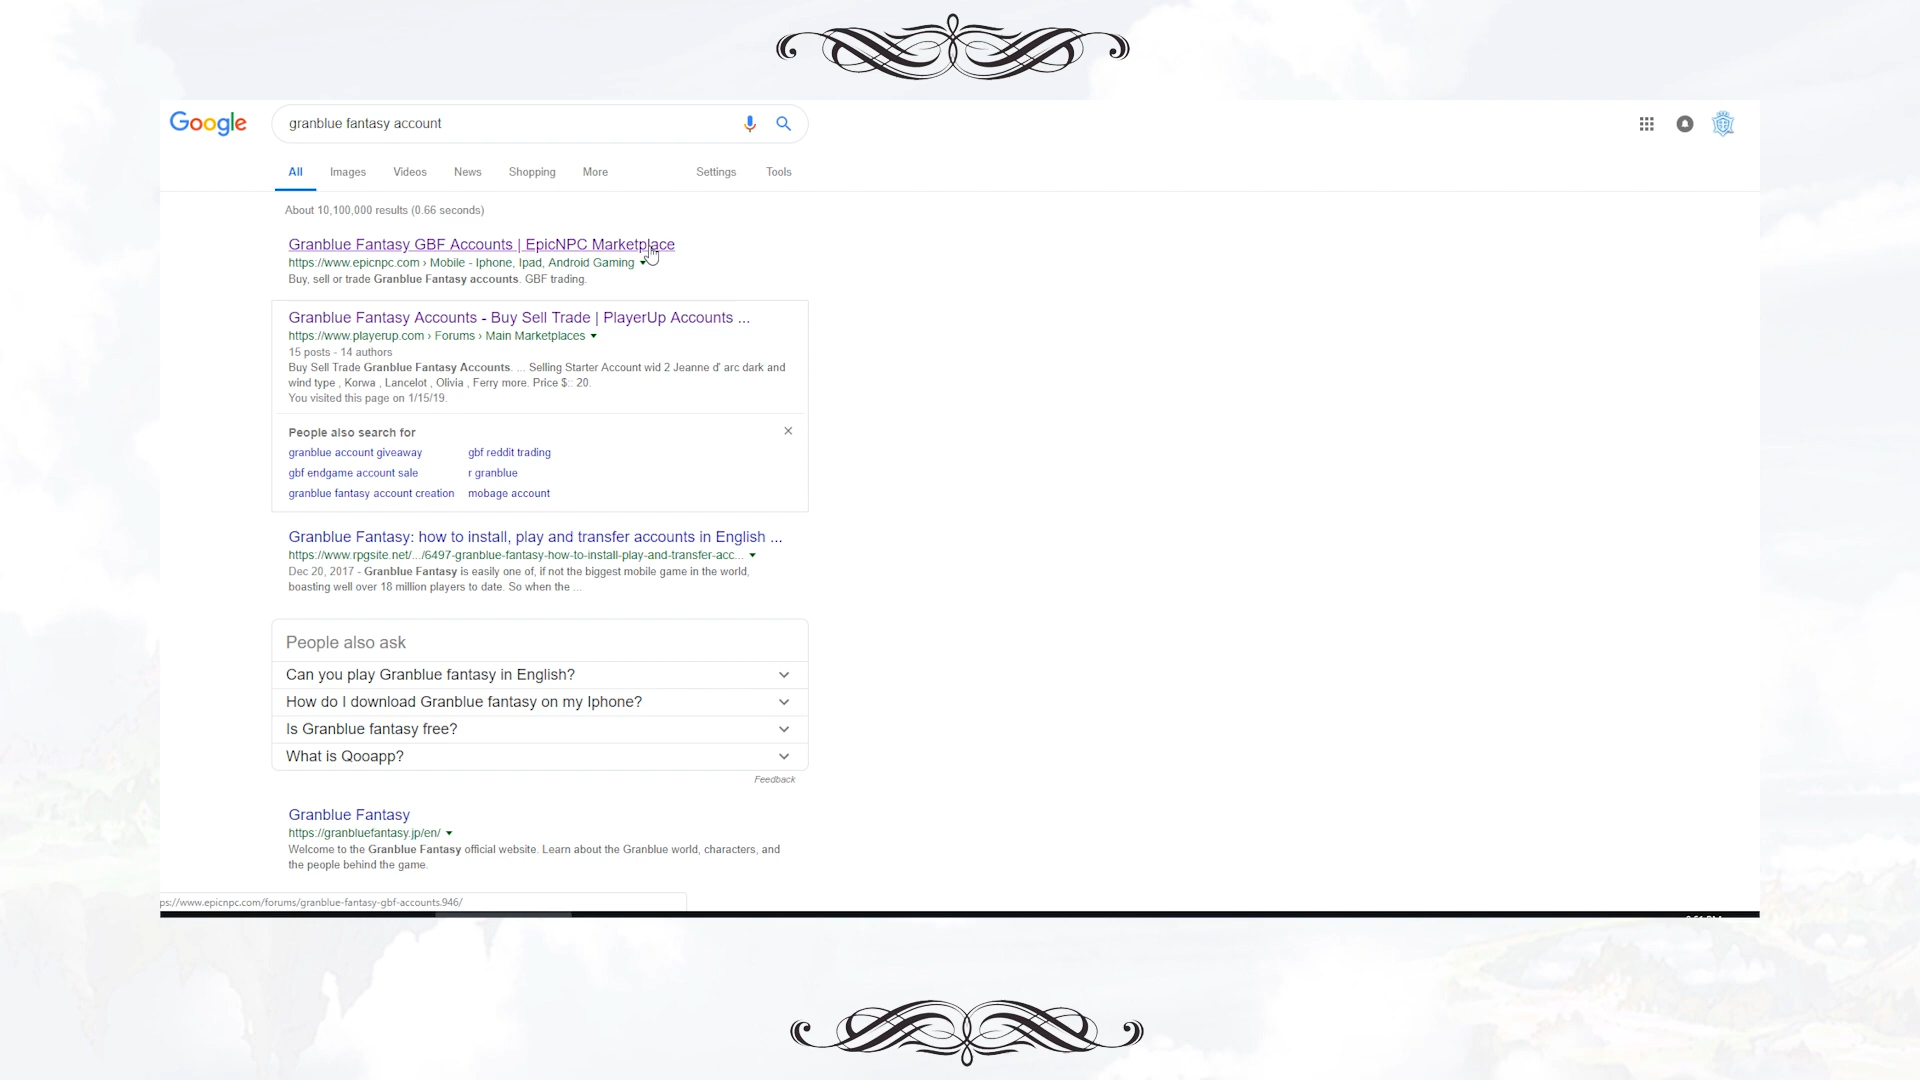 Google
granblue fantasy account
All Images Videos News Shopping More Settings Tools
About 10,100,000 results (0.66 seconds)
Granblue Fantasy GBF Accounts | EpicNPC Marketplace
https://www.epicnpc.com › Mobile - Iphone, Ipad, Android Gaming
Buy, sell or trade Granblue Fantasy accounts. GBF trading.
Granblue Fantasy Accounts - Buy Sell Trade | PlayerUp Accounts ...
https://www.playerup.com › Forums › Main Marketplaces
15 posts - 14 authors
Buy Sell Trade Granblue Fantasy Accounts. ... Selling Starter Account wid 2 Jeanne d' arc dark and
wind type , Korwa , Lancelot , Olivia , Ferry more. Price $:: 20.
You visited this page on 1/15/19.
People also search for
granblue account giveaway gbf reddit trading
gbf endgame account sale r granblue
granblue fantasy account creation mobage account
Granblue Fantasy: how to install, play and transfer accounts in English ...
https://www.rpgsite.net/.../6497-granblue-fantasy-how-to-install-play-and-transfer-acc...
Dec 20, 2017 - Granblue Fantasy is easily one of, if not the biggest mobile game in the world,
boasting well over 18 million players to date. So when the ...
People also ask
Can you play Granblue fantasy in English?
How do I download Granblue fantasy on my Iphone?
Is Granblue fantasy free?
What is Qooapp?
Feedback
Granblue Fantasy
https://granbluefantasy.jp/en/
Welcome to the Granblue Fantasy official website. Learn about the Granblue world, characters, and
the people behind the game.
ps://www.epicnpc.com/forums/granblue-fantasy-gbf-accounts.946/